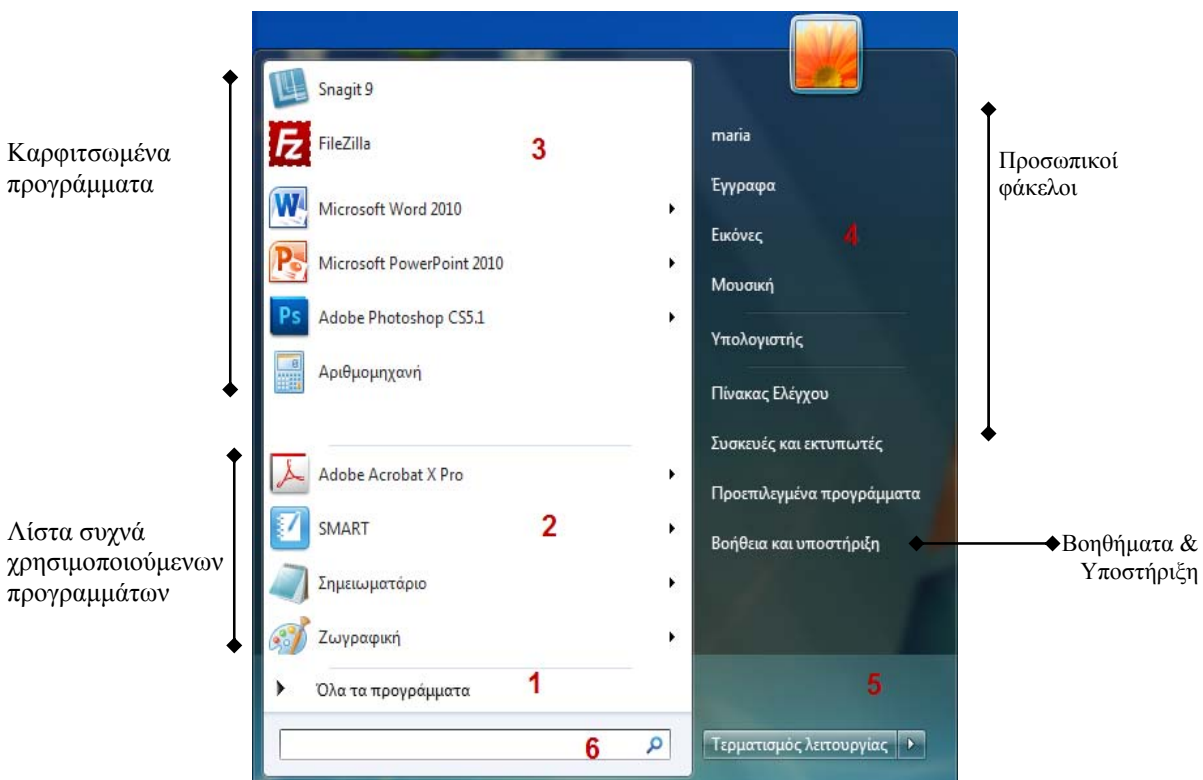 Καρφιτσωμένα
προγράμματα
Λίστα συχνά
χρησιμοποιούμενων
προγραμμάτων
Snagit 9
FileZilla
3
Microsoft Word 2010
Microsoft PowerPoint 2010
Ps
Adobe Photoshop CS5.1
Αριθμομηχανή
Adobe Acrobat X Pro
SMART
2
Σημειωματάριο
Ζωγραφική
Όλα τα προγράμματα
1
6
maria
Έγγραφα
Εικόνες
4
Μουσική
Υπολογιστής
Πίνακας Ελέγχου
Συσκευές και εκτυπωτές
Προεπιλεγμένα προγράμματα
Βοήθεια και υποστήριξη
5
Τερματισμός λειτουργίας
Προσωπικοί
φάκελοι
Βοηθήματα &
Υποστήριξη